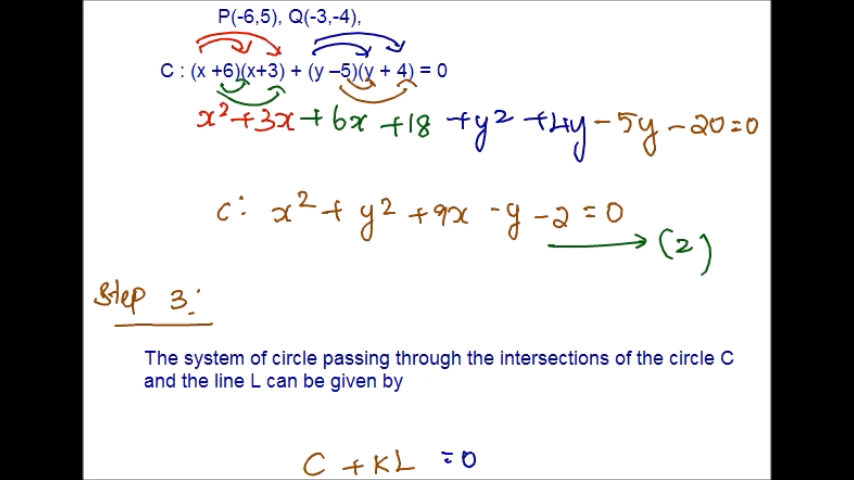 P(-6,5), Q(-3,-4),
C : (x +6)(x+3) + (y –5)(y + 4) = 0
x² + 3x + 6x + 18 + y² + 4y - 5y - 20 = 0
C: x² + y² + 9x - y - 2 = 0
(2)
Step 3:
The system of circle passing through the intersections of the circle C
and the line L can be given by
C + KL = 0